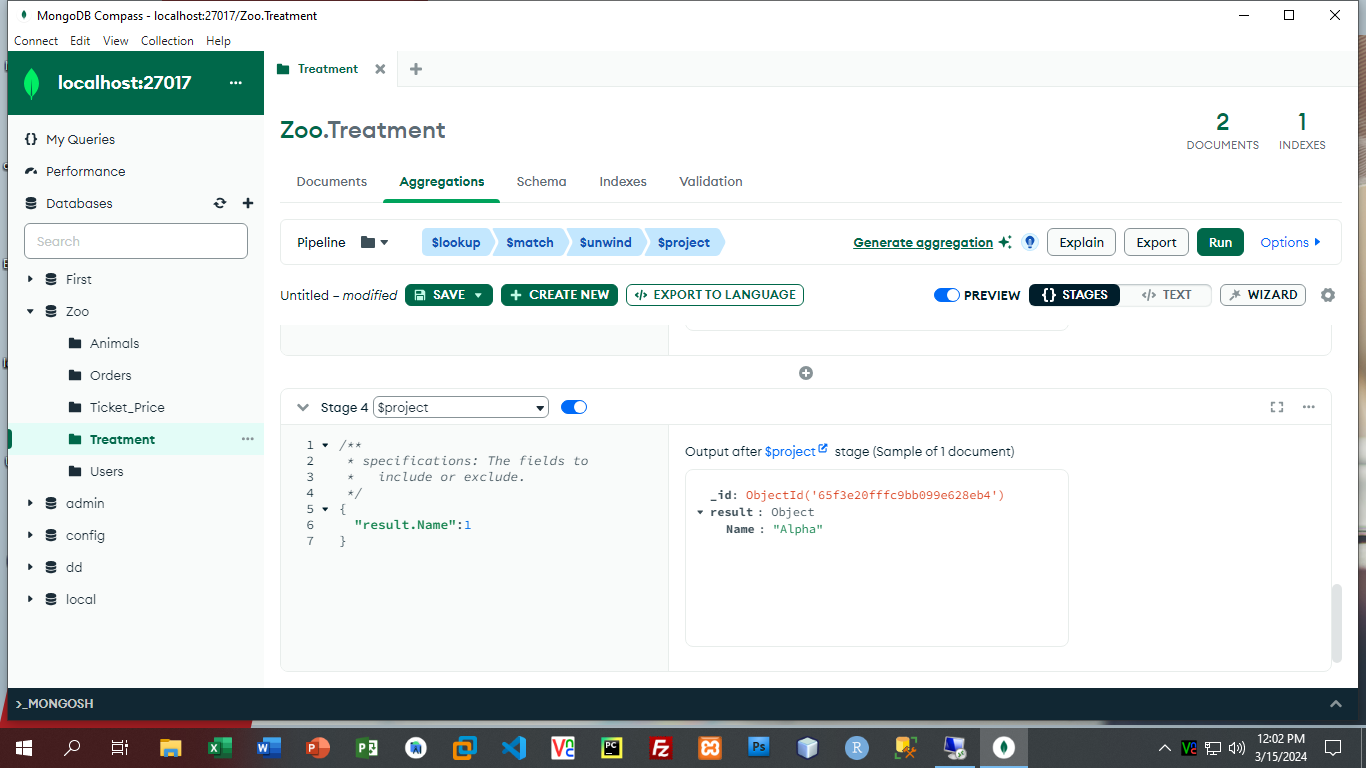 MongoDB Compass - localhost:27017/Zoo.Treatment
Connect Edit View Collection Help
localhost:27017 ...
Treatment
{} My Queries
Performance
Databases
Search
First
Zoo
Animals
Orders
Ticket_Price
Treatment
Users
admin
config
dd
local
Zoo.Treatment
2
DOCUMENTS
1
INDEXES
Documents Aggregations Schema Indexes Validation
Pipeline $lookup $match $unwind $project Generate aggregation Explain Export Run Options
Untitled – modified SAVE CREATE NEW </> EXPORT TO LANGUAGE PREVIEW {} STAGES </> TEXT WIZARD
Stage 4 $project
1 /**
2 * specifications: The fields to
3 * include or exclude.
4 */
5 {
6 "result.Name":1
7 }
Output after $project stage (Sample of 1 document)
_id: ObjectId('65f3e20fffc9bb099e628eb4')
result : Object
Name : "Alpha"
>_MONGOSH
12:02 PM
3/15/2024